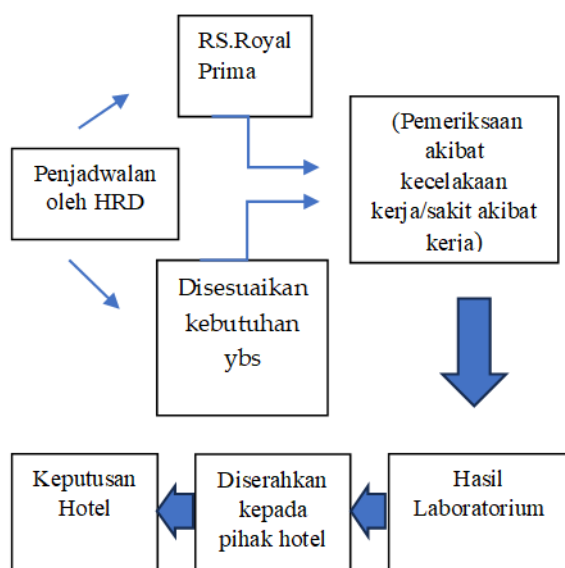 RS.Royal
Prima
Penjadwalan
oleh HRD
(Pemeriksaan
akibat
kecelakaan
kerja/sakit akibat
kerja)
Disesuaikan
kebutuhan
ybs
Keputusan
Hotel
Diserahkan
kepada
pihak hotel
Hasil
Laboratorium